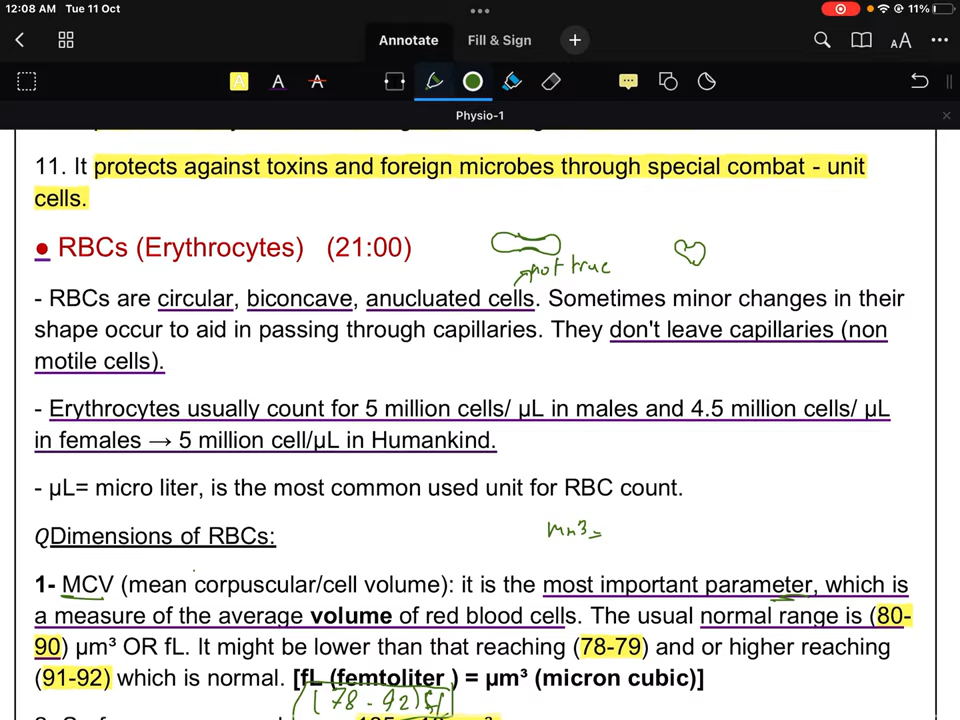 12:08 AM Tue 11 Oct
11%
Annotate
Fill & Sign
AA
A
A
Physio-1
11. It protects against toxins and foreign microbes through special combat - unit
cells.
● RBCs (Erythrocytes) (21:00)
not true
- RBCs are circular, biconcave, anucluated cells. Sometimes minor changes in their
shape occur to aid in passing through capillaries. They don't leave capillaries (non
motile cells).
- Erythrocytes usually count for 5 million cells/ µL in males and 4.5 million cells/ µL
in females → 5 million cell/µL in Humankind.
- µL= micro liter, is the most common used unit for RBC count.
QDimensions of RBCs:
1- MCV (mean corpuscular/cell volume): it is the most important parameter, which is
a measure of the average volume of red blood cells. The usual normal range is (80-
90) µm³ OR fL. It might be lower than that reaching (78-79) and or higher reaching
(91-92) which is normal. [fL (femtoliter ) = µm³ (micron cubic)]
(78-92) fL